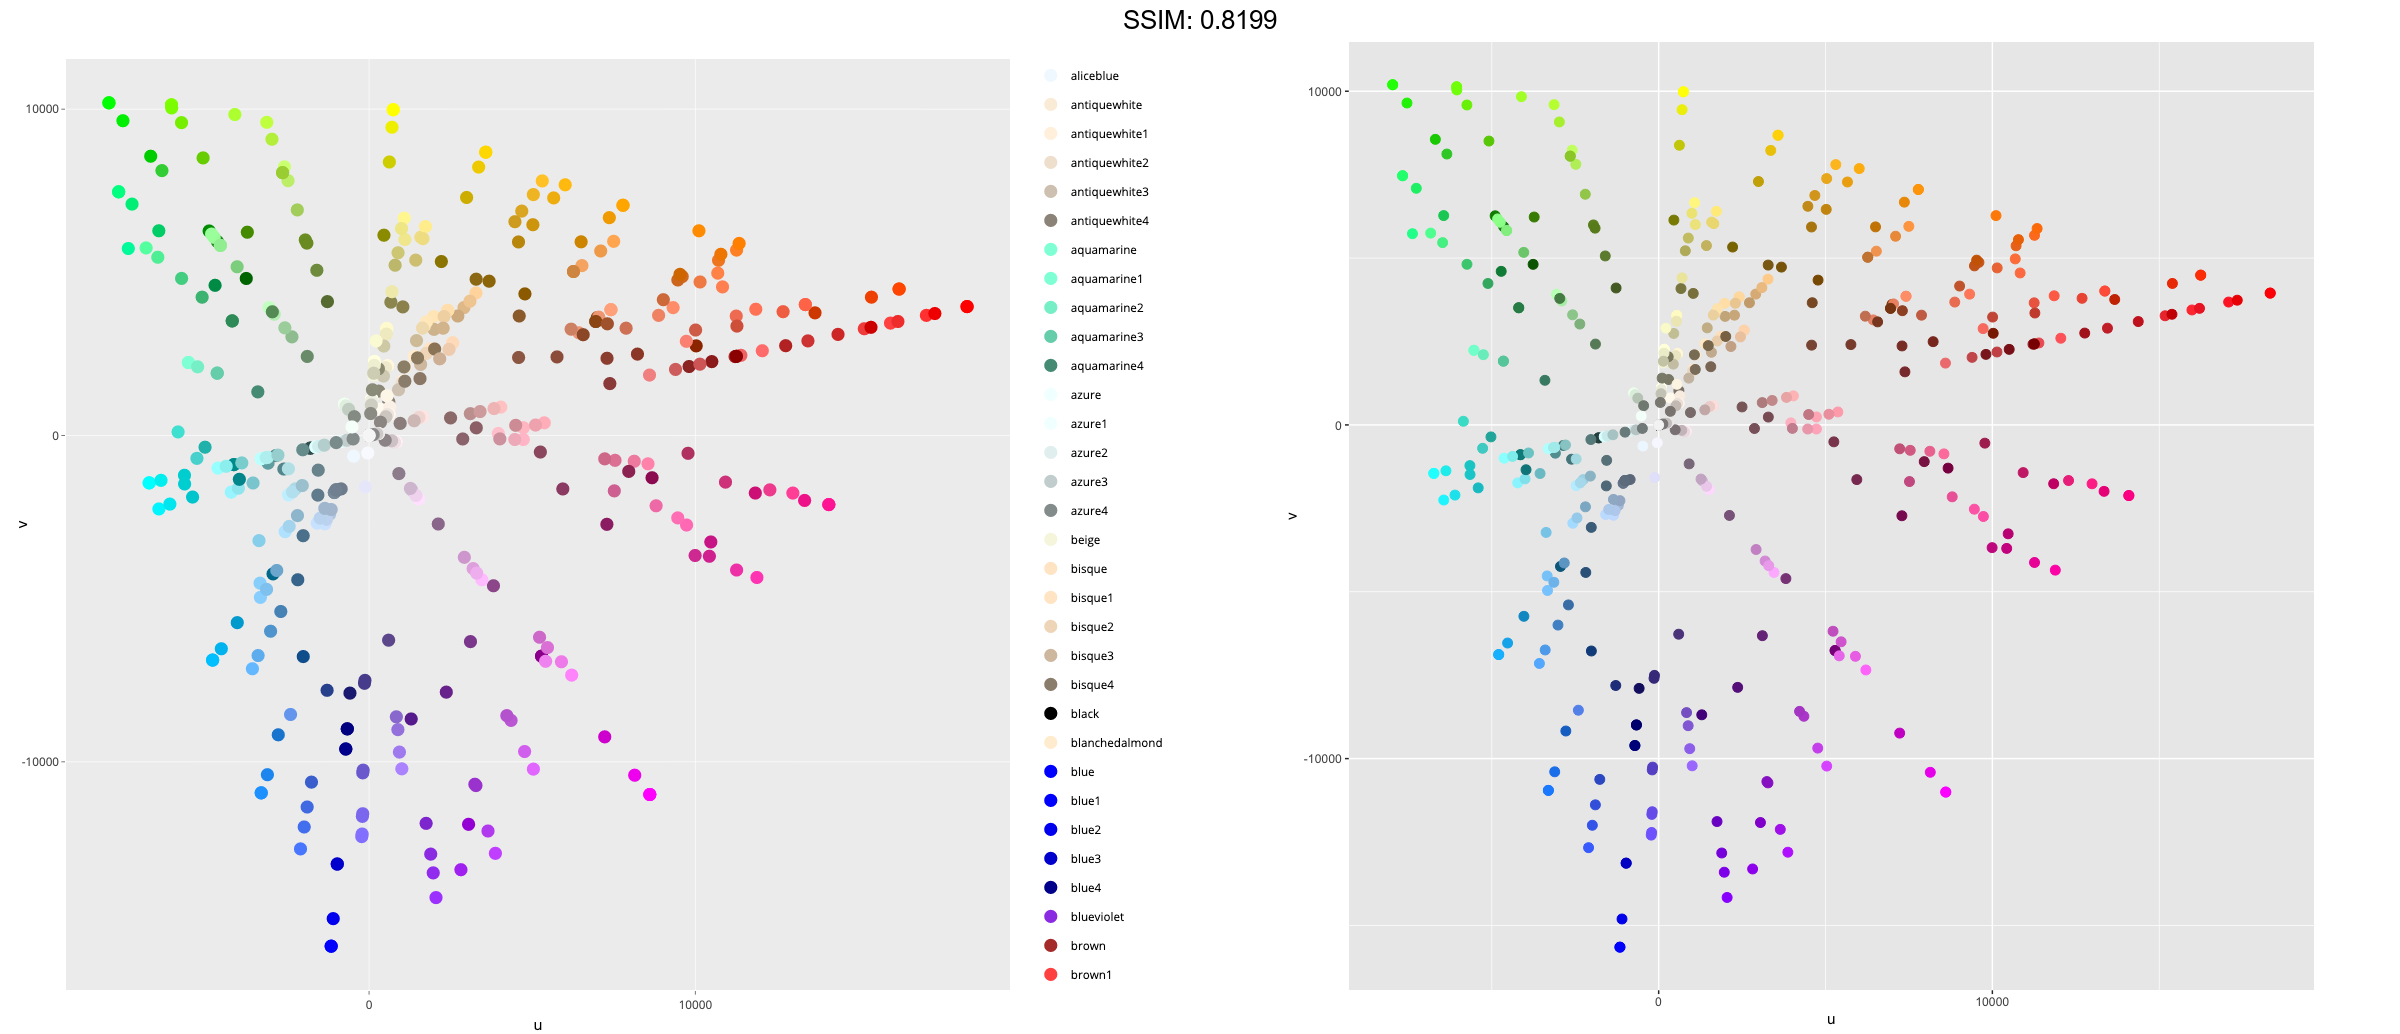 SSIM: 0.8199
10000
0
-10000
v
0
10000
u
aliceblue
antiquewhite
antiquewhite1
antiquewhite2
antiquewhite3
antiquewhite4
aquamarine
aquamarine1
aquamarine2
aquamarine3
aquamarine4
azure
azure1
azure2
azure3
azure4
beige
bisque
bisque1
bisque2
bisque3
bisque4
black
blanchedalmond
blue
blue1
blue2
blue3
blue4
blueviolet
brown
brown1
10000
0
-10000
v
0
10000
u